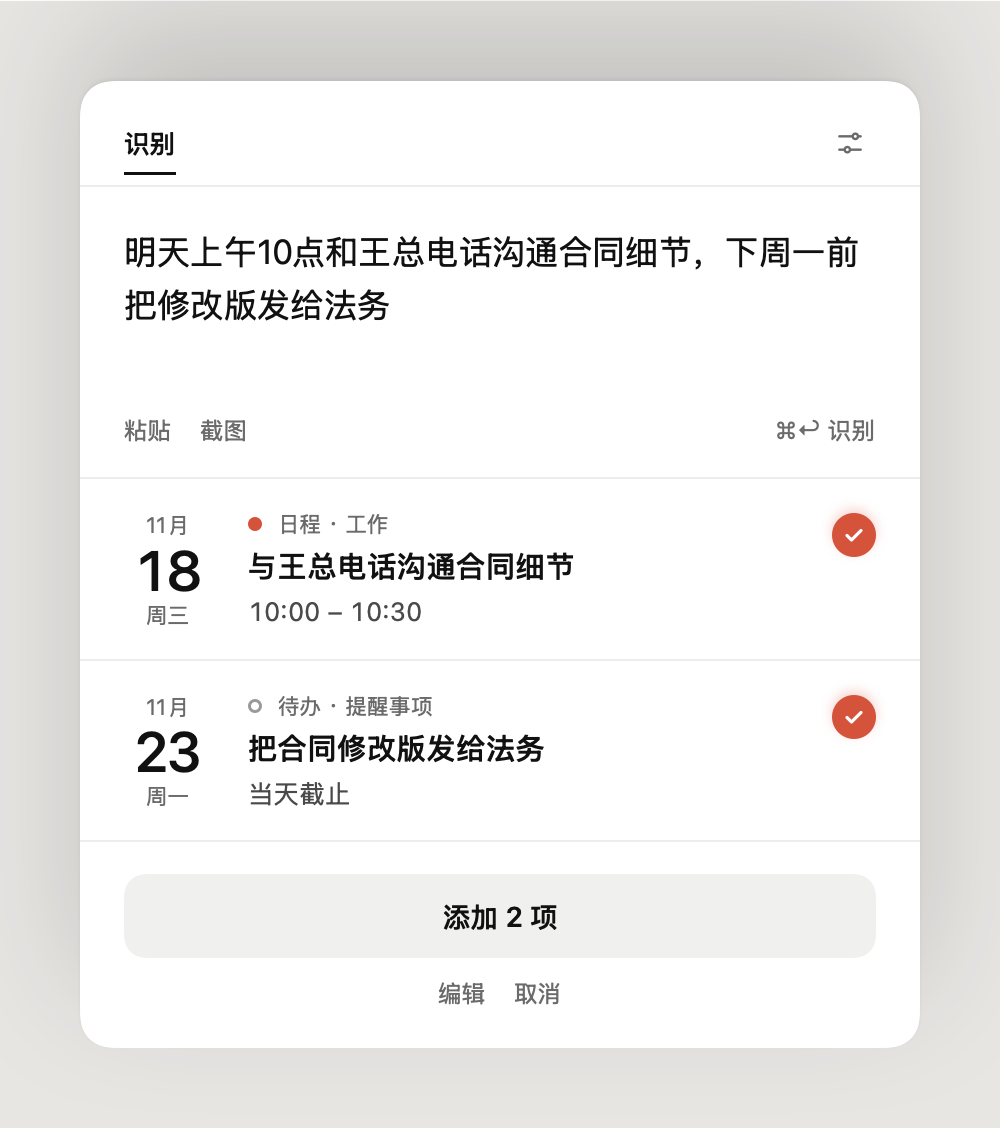 识别
明天上午10点和王总电话沟通合同细节，下周一前
把修改版发给法务
粘贴 截图 ⌘↩ 识别
11月
18
周三
日程 · 工作
与王总电话沟通合同细节
10:00 – 10:30
11月
23
周一
待办 · 提醒事项
把合同修改版发给法务
当天截止
添加 2 项
编辑 取消